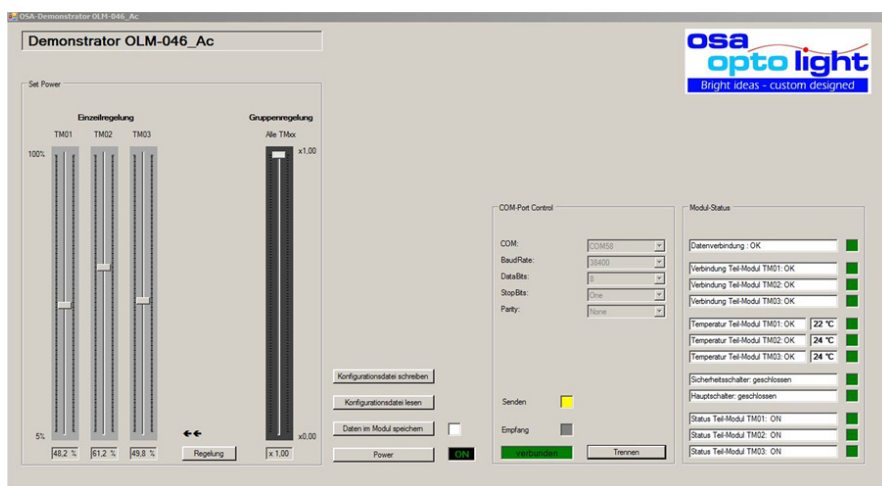 OSA-Demonstrator OLM-046_Ac
Demonstrator OLM-046_Ac
osa
opto light
Bright ideas - custom designed
Set Power
Einzeilregelung
Gruppenregelung
TM01 TM02 TM03 Alle TMxx
100% x1,00
5% x0,00
48,2 % 61,2 % 49,8 % Regelung x 1,00
Konfigurationsdatei schreiben
Konfigurationsdatei lesen
Daten im Modul speichern
Power ON
COM-Port Control
COM: COM58
BaudRate: 38400
DataBits: 8
StopBits: One
Parity: None
Senden
Empfang
verbunden Trennen
Modul-Status
Datenverbindung : OK
Verbindung Teil-Modul TM01: OK
Verbindung Teil-Modul TM02: OK
Verbindung Teil-Modul TM03: OK
Temperatur Teil-Modul TM01: OK 22 °C
Temperatur Teil-Modul TM02: OK 24 °C
Temperatur Teil-Modul TM03: OK 24 °C
Sicherheitsschalter: geschlossen
Hauptschalter: geschlossen
Status Teil-Modul TM01: ON
Status Teil-Modul TM02: ON
Status Teil-Modul TM03: ON